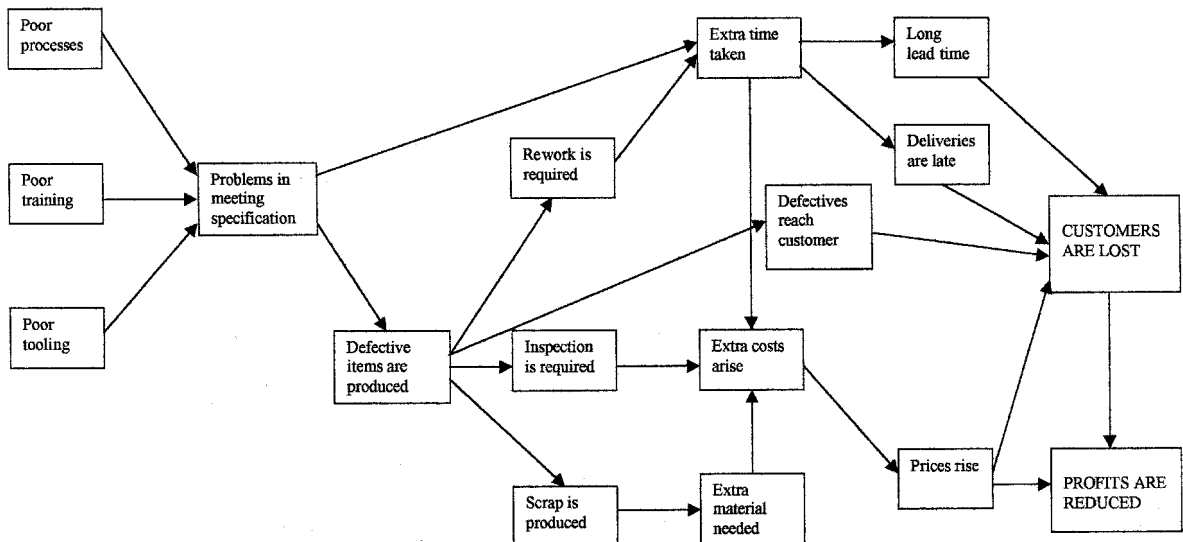 Poor
processes
Poor
training
Poor
tooling
Problems in
meeting
specification
Defective
items are
produced
Rework is
required
Inspection
is required
Scrap is
produced
Extra time
taken
Defectives
reach
customer
Extra costs
arise
Extra
material
needed
Long
lead time
Deliveries
are late
Prices rise
CUSTOMERS
ARE LOST
PROFITS ARE
REDUCED